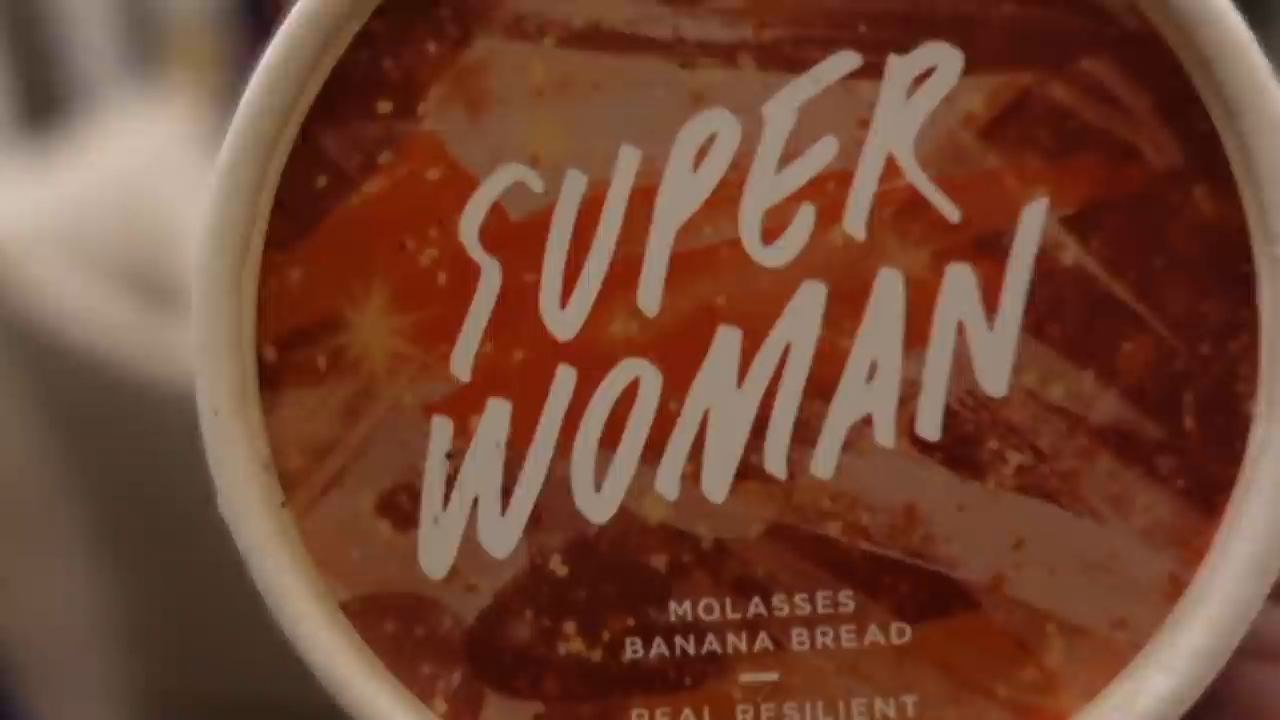 SUPER
WOMAN
MOLASSES
BANANA BREAD
REAL RESILIENT